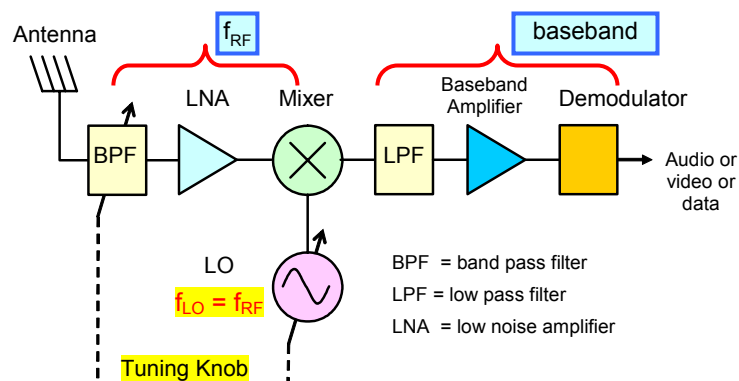 Antenna
f_RF
baseband
LNA
Mixer
Baseband
Amplifier
Demodulator
BPF
LPF
Audio or
video or
data
LO
f_LO = f_RF
BPF = band pass filter
LPF = low pass filter
LNA = low noise amplifier
Tuning Knob